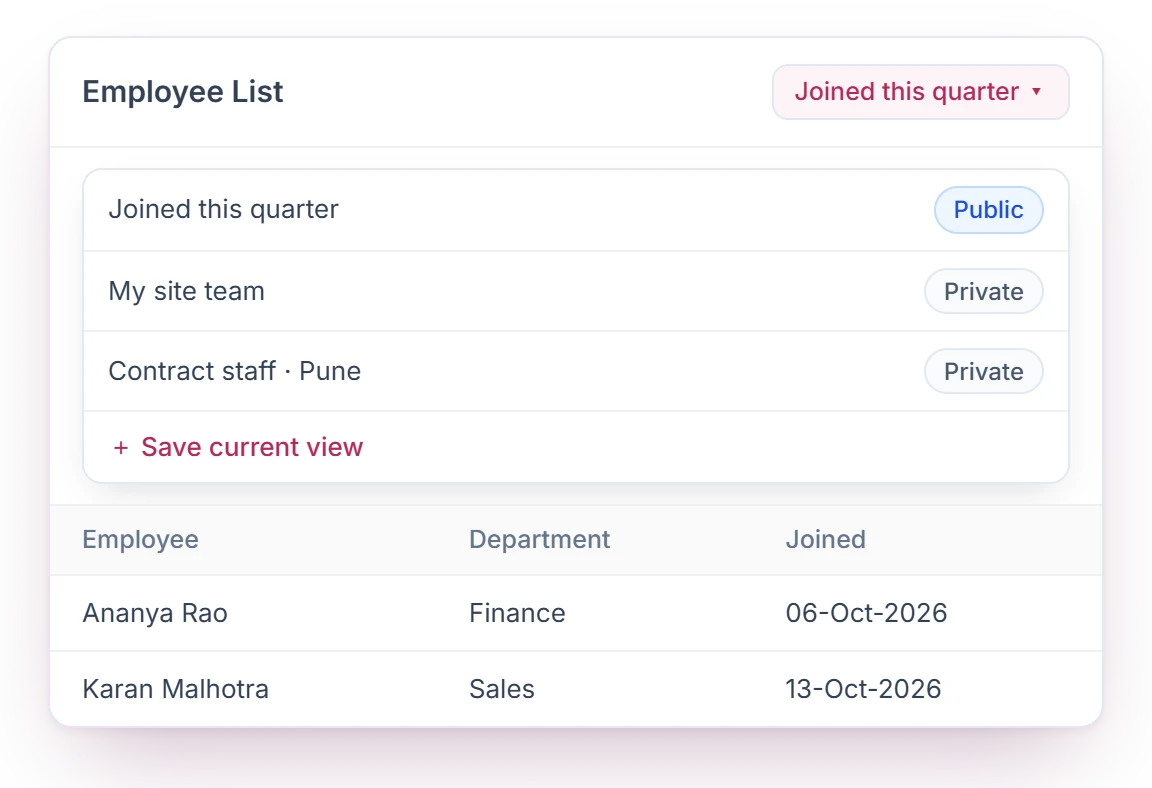 Employee List
Joined this quarter ▼
Joined this quarter Public
My site team Private
Contract staff · Pune Private
+ Save current view
Employee Department Joined
Ananya Rao Finance 06-Oct-2026
Karan Malhotra Sales 13-Oct-2026